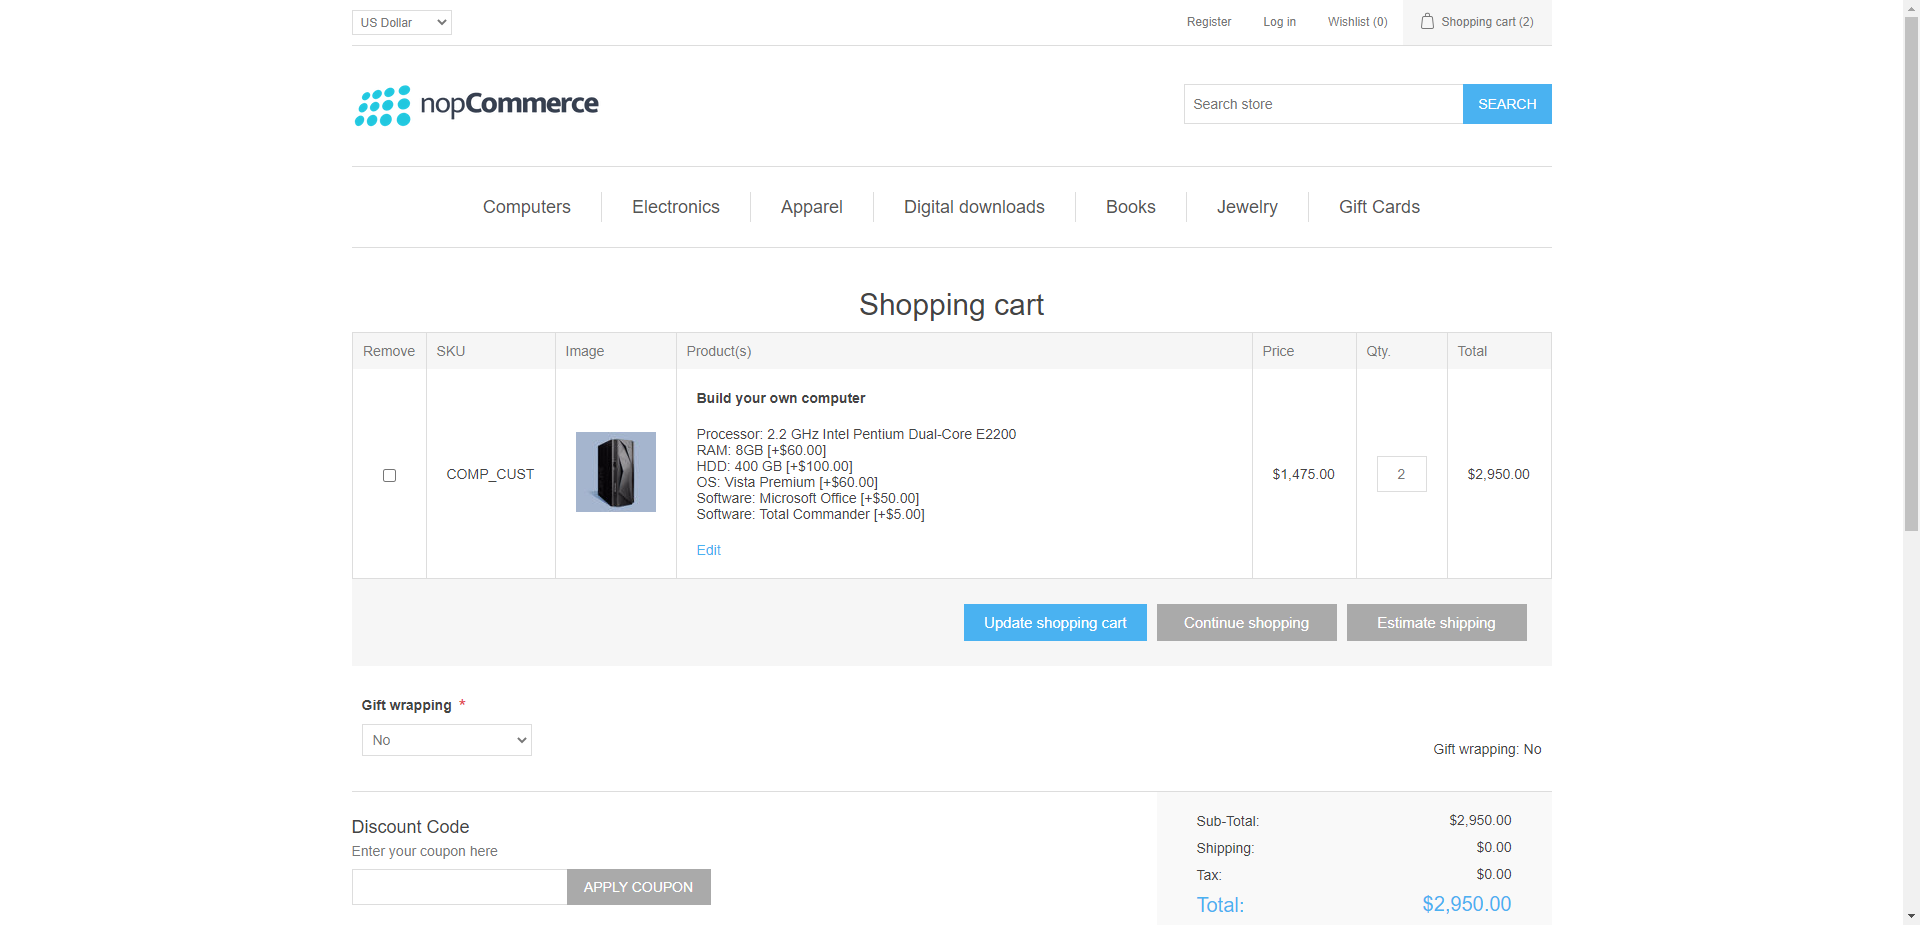 US Dollar
Register
Log in
Wishlist (0)
Shopping cart (2)
nopCommerce
Search store
SEARCH
Computers
Electronics
Apparel
Digital downloads
Books
Jewelry
Gift Cards
Shopping cart
Remove
SKU
Image
Product(s)
Price
Qty.
Total
COMP_CUST
Build your own computer
Processor: 2.2 GHz Intel Pentium Dual-Core E2200
RAM: 8GB [+$60.00]
HDD: 400 GB [+$100.00]
OS: Vista Premium [+$60.00]
Software: Microsoft Office [+$50.00]
Software: Total Commander [+$5.00]
Edit
$1,475.00
2
$2,950.00
Update shopping cart
Continue shopping
Estimate shipping
Gift wrapping *
No
Gift wrapping: No
Discount Code
Enter your coupon here
APPLY COUPON
Sub-Total: $2,950.00
Shipping: $0.00
Tax: $0.00
Total: $2,950.00